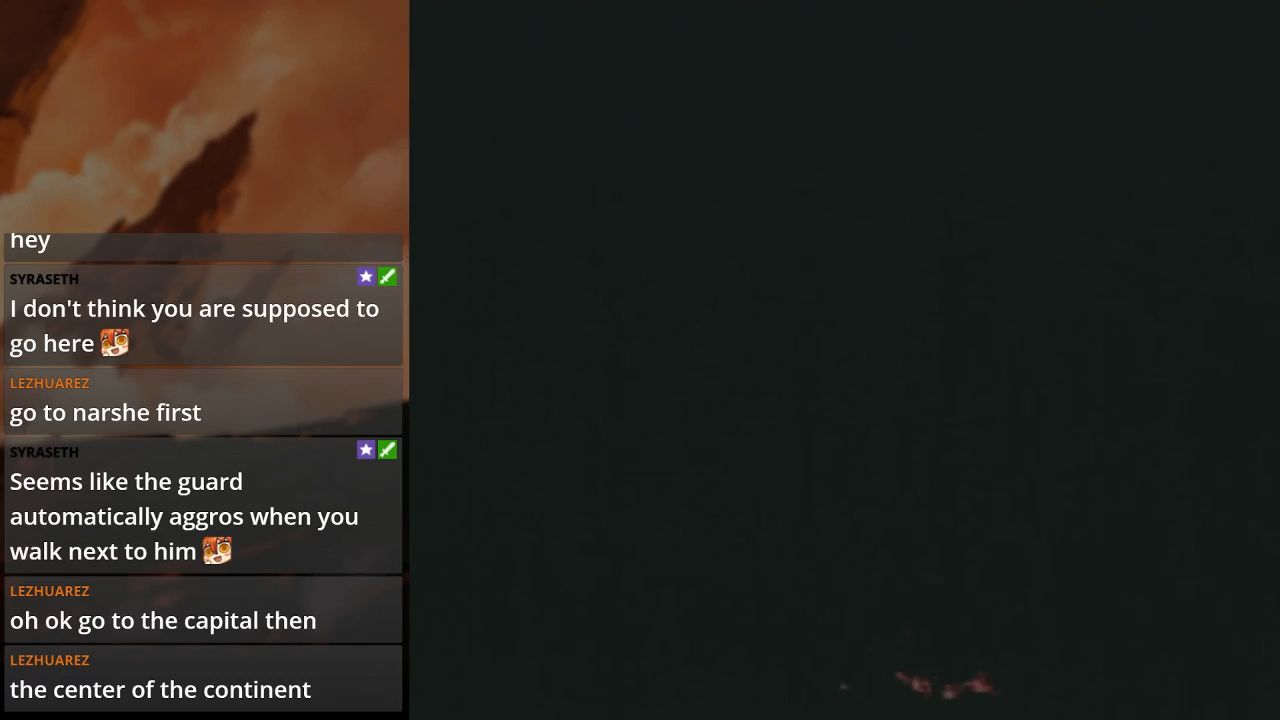 hey
SYRASETH
I don't think you are supposed to
go here
LEZHUAREZ
go to narshe first
SYRASETH
Seems like the guard
automatically aggros when you
walk next to him
LEZHUAREZ
oh ok go to the capital then
LEZHUAREZ
the center of the continent